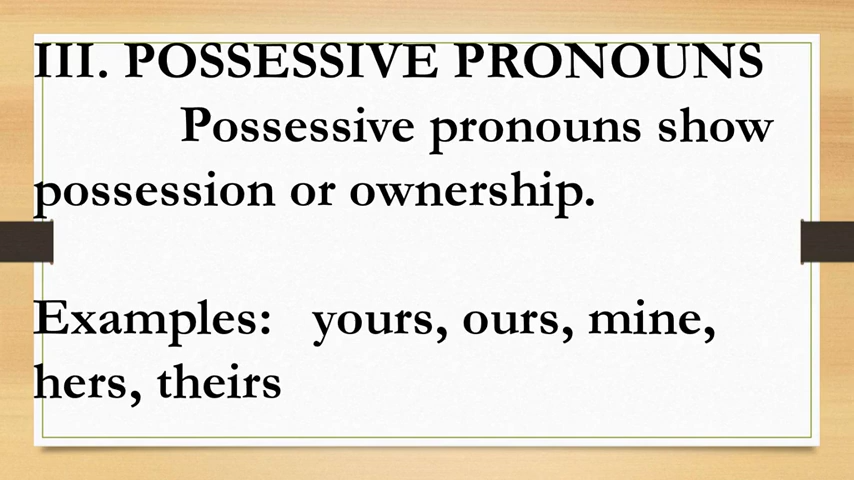 III. POSSESSIVE PRONOUNS
Possessive pronouns show
possession or ownership.
Examples: yours, ours, mine,
hers, theirs